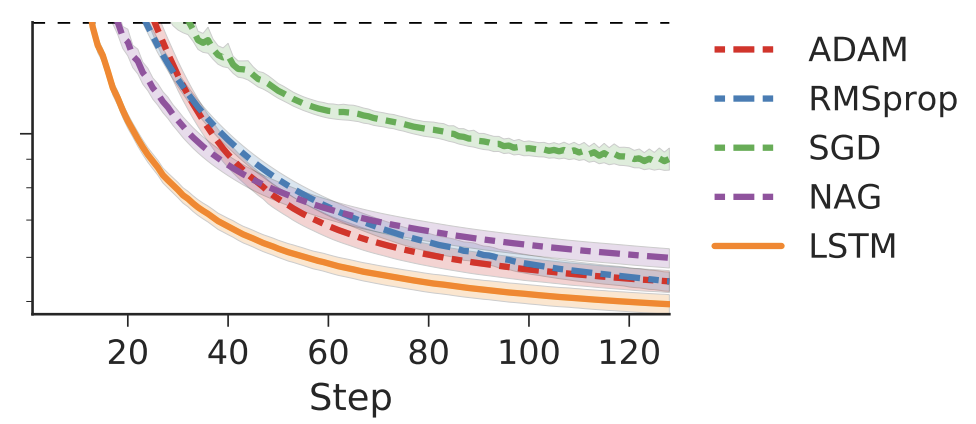 ADAM
RMSprop
SGD
NAG
LSTM
20 40 60 80 100 120
Step